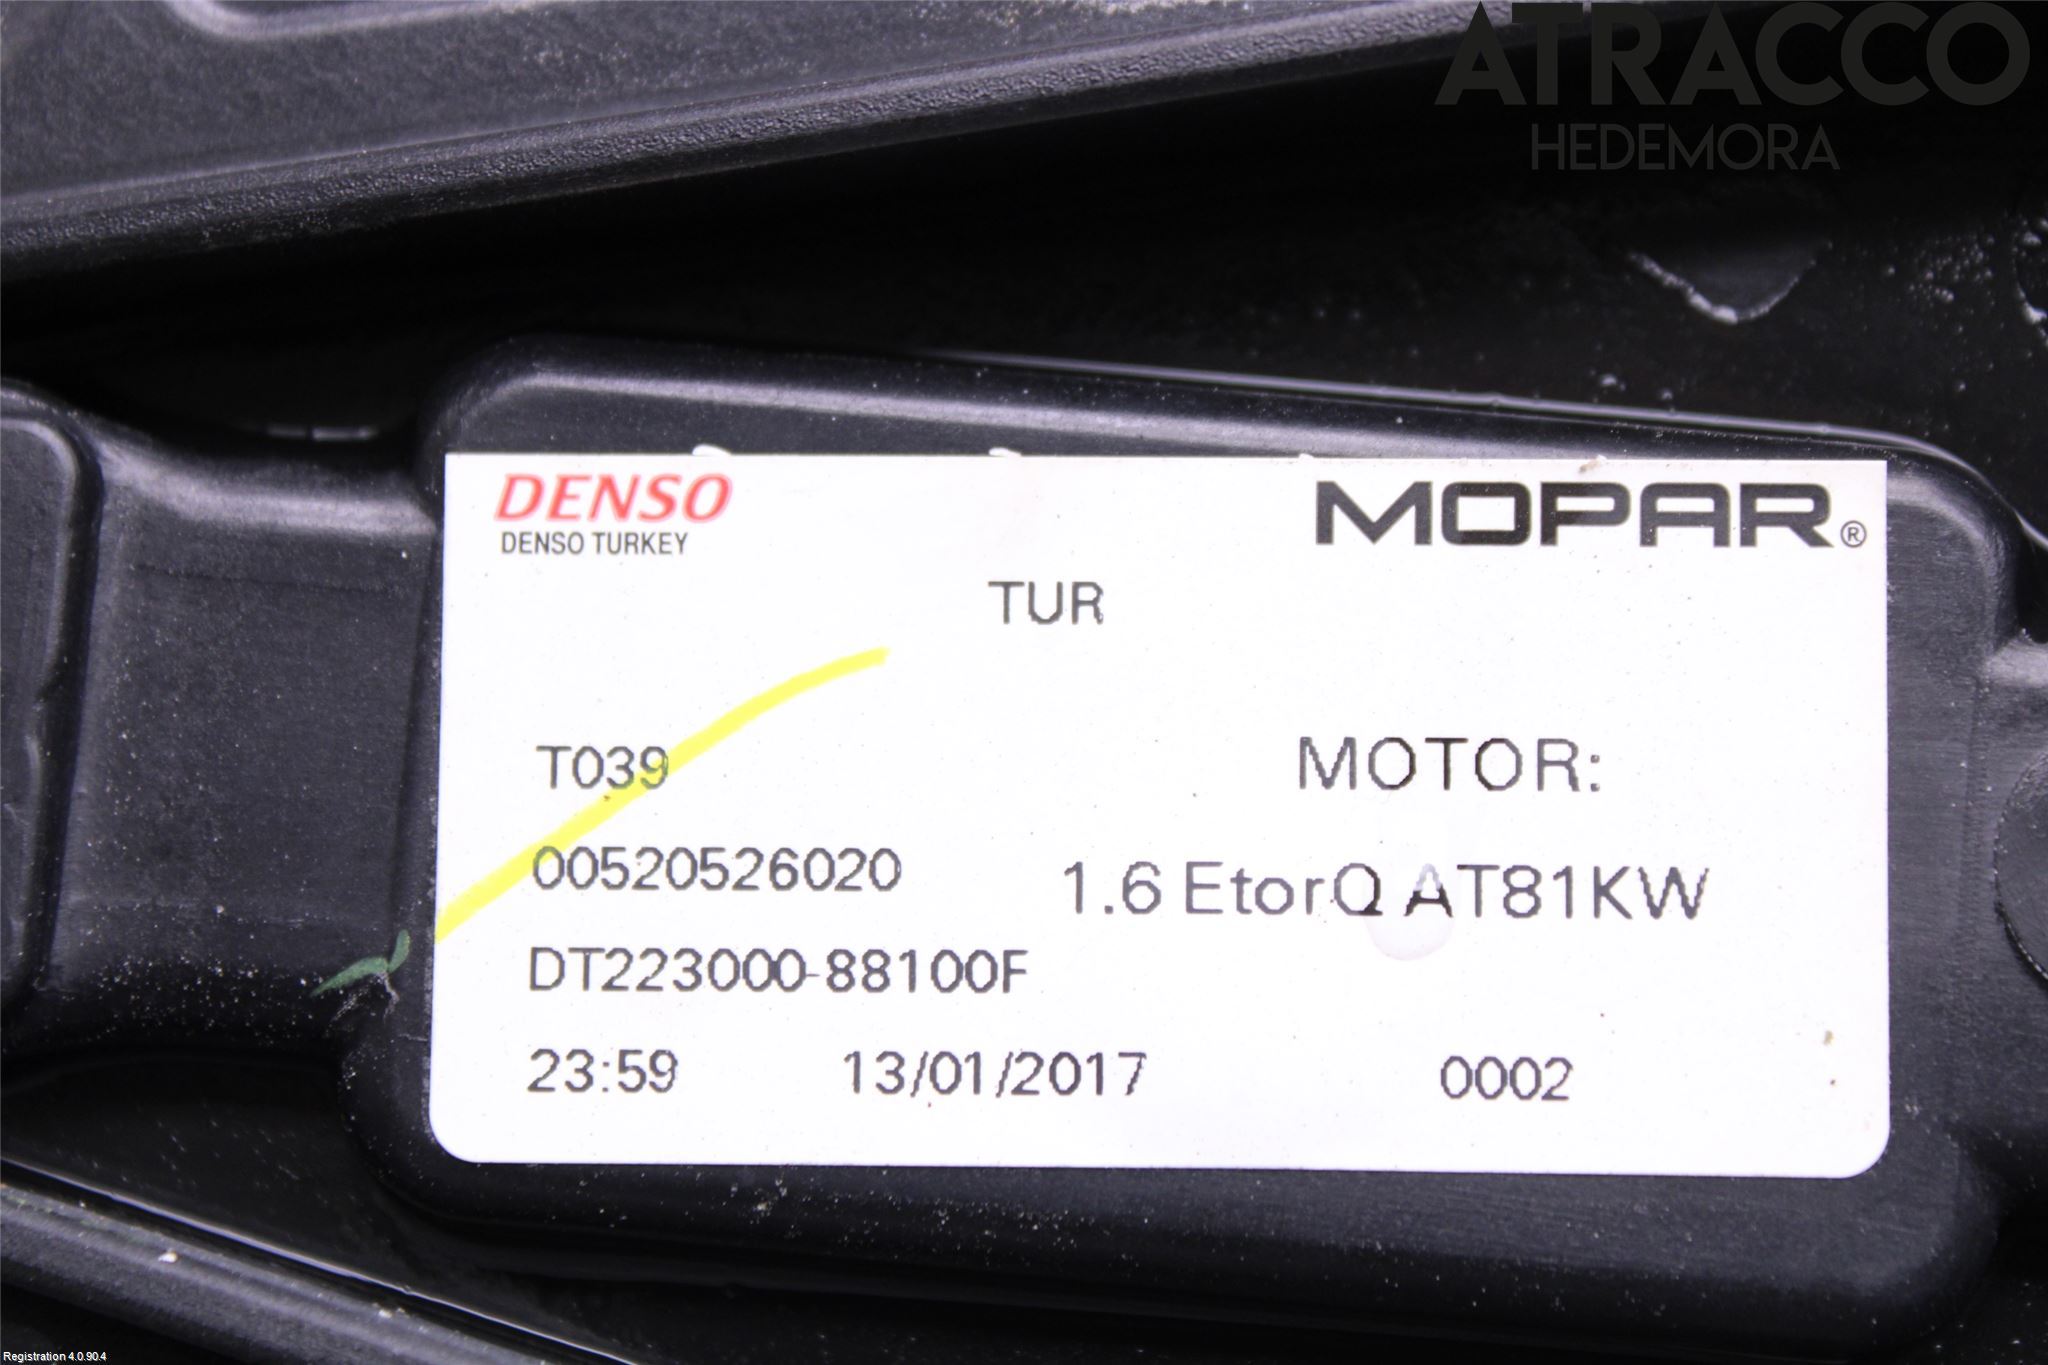 ATRACCO
HEDEMORA
DENSO
DENSO TURKEY
MOPAR®
TUR
T039
MOTOR:
00520526020
1.6 EtorQ AT81KW
DT223000-88100F
23:59 13/01/2017 0002
Registration 4.0.90.4